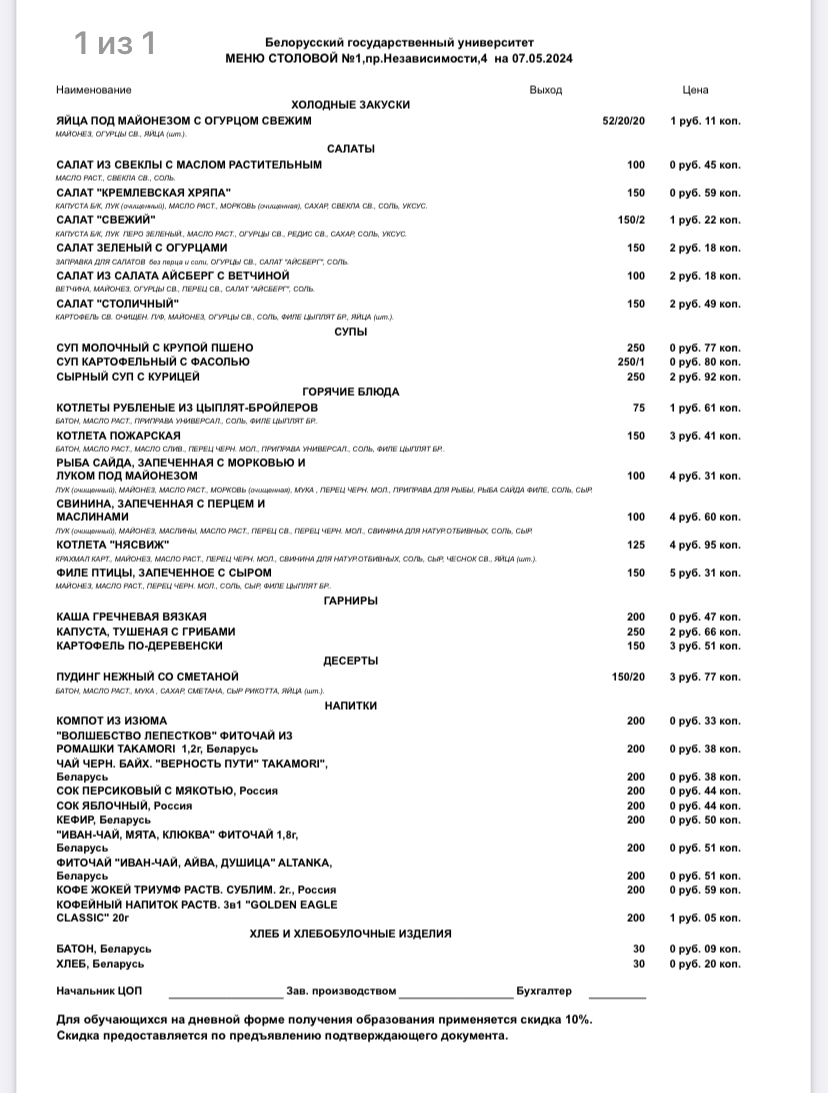 1 из 1
Белорусский государственный университет
МЕНЮ СТОЛОВОЙ №1,пр.Независимости,4 на 07.05.2024
Наименование Выход Цена
ХОЛОДНЫЕ ЗАКУСКИ
ЯЙЦА ПОД МАЙОНЕЗОМ С ОГУРЦОМ СВЕЖИМ 52/20/20 1 руб. 11 коп.
МАЙОНЕЗ, ОГУРЦЫ СВ., ЯЙЦА (шт.).
САЛАТЫ
САЛАТ ИЗ СВЕКЛЫ С МАСЛОМ РАСТИТЕЛЬНЫМ 100 0 руб. 45 коп.
МАСЛО РАСТ., СВЕКЛА СВ., СОЛЬ.
САЛАТ "КРЕМЛЕВСКАЯ ХРЯПА" 150 0 руб. 59 коп.
КАПУСТА Б/К, ЛУК (очищенный), МАСЛО РАСТ., МОРКОВЬ (очищенная), САХАР, СВЕКЛА СВ., СОЛЬ, УКСУС.
САЛАТ "СВЕЖИЙ" 150/2 1 руб. 22 коп.
КАПУСТА Б/К, ЛУК ПЕРО ЗЕЛЕНЫЙ., МАСЛО РАСТ., ОГУРЦЫ СВ., РЕДИС СВ., САХАР, СОЛЬ, УКСУС.
САЛАТ ЗЕЛЕНЫЙ С ОГУРЦАМИ 150 2 руб. 18 коп.
ЗАПРАВКА ДЛЯ САЛАТОВ без перца и соли, ОГУРЦЫ СВ., САЛАТ "АЙСБЕРГ", СОЛЬ.
САЛАТ ИЗ САЛАТА АЙСБЕРГ С ВЕТЧИНОЙ 100 2 руб. 18 коп.
ВЕТЧИНА, МАЙОНЕЗ, ОГУРЦЫ СВ., ПЕРЕЦ СВ., САЛАТ "АЙСБЕРГ", СОЛЬ.
САЛАТ "СТОЛИЧНЫЙ" 150 2 руб. 49 коп.
КАРТОФЕЛЬ СВ. ОЧИЩЕН. П/Ф, МАЙОНЕЗ, ОГУРЦЫ СВ., СОЛЬ, ФИЛЕ ЦЫПЛЯТ БР., ЯЙЦА (шт.).
СУПЫ
СУП МОЛОЧНЫЙ С КРУПОЙ ПШЕНО 250 0 руб. 77 коп.
СУП КАРТОФЕЛЬНЫЙ С ФАСОЛЬЮ 250/1 0 руб. 80 коп.
СЫРНЫЙ СУП С КУРИЦЕЙ 250 2 руб. 92 коп.
ГОРЯЧИЕ БЛЮДА
КОТЛЕТЫ РУБЛЕНЫЕ ИЗ ЦЫПЛЯТ-БРОЙЛЕРОВ 75 1 руб. 61 коп.
БАТОН, МАСЛО РАСТ., ПРИПРАВА УНИВЕРСАЛ., СОЛЬ, ФИЛЕ ЦЫПЛЯТ БР..
КОТЛЕТА ПОЖАРСКАЯ 150 3 руб. 41 коп.
БАТОН, МАСЛО РАСТ., МАСЛО СЛИВ., ПЕРЕЦ ЧЕРН. МОЛ., ПРИПРАВА УНИВЕРСАЛ., СОЛЬ, ФИЛЕ ЦЫПЛЯТ БР..
РЫБА САЙДА, ЗАПЕЧЕННАЯ С МОРКОВЬЮ И
ЛУКОМ ПОД МАЙОНЕЗОМ 100 4 руб. 31 коп.
ЛУК (очищенный), МАЙОНЕЗ, МАСЛО РАСТ., МОРКОВЬ (очищенная), МУКА , ПЕРЕЦ ЧЕРН. МОЛ., ПРИПРАВА ДЛЯ РЫБЫ, РЫБА САЙДА ФИЛЕ, СОЛЬ, СЫР.
СВИНИНА, ЗАПЕЧЕННАЯ С ПЕРЦЕМ И
МАСЛИНАМИ 100 4 руб. 60 коп.
ЛУК (очищенный), МАЙОНЕЗ, МАСЛИНЫ, МАСЛО РАСТ., ПЕРЕЦ СВ., ПЕРЕЦ ЧЕРН. МОЛ., СВИНИНА ДЛЯ НАТУР.ОТБИВНЫХ, СОЛЬ, СЫР.
КОТЛЕТА "НЯСВИЖ" 125 4 руб. 95 коп.
КРАХМАЛ КАРТ., МАЙОНЕЗ, МАСЛО РАСТ., ПЕРЕЦ ЧЕРН. МОЛ., СВИНИНА ДЛЯ НАТУР.ОТБИВНЫХ, СОЛЬ, СЫР, ЧЕСНОК СВ., ЯЙЦА (шт.).
ФИЛЕ ПТИЦЫ, ЗАПЕЧЕННОЕ С СЫРОМ 150 5 руб. 31 коп.
МАЙОНЕЗ, МАСЛО РАСТ., ПЕРЕЦ ЧЕРН. МОЛ., СОЛЬ, СЫР, ФИЛЕ ЦЫПЛЯТ БР..
ГАРНИРЫ
КАША ГРЕЧНЕВАЯ ВЯЗКАЯ 200 0 руб. 47 коп.
КАПУСТА, ТУШЕНАЯ С ГРИБАМИ 250 2 руб. 66 коп.
КАРТОФЕЛЬ ПО-ДЕРЕВЕНСКИ 150 3 руб. 51 коп.
ДЕСЕРТЫ
ПУДИНГ НЕЖНЫЙ СО СМЕТАНОЙ 150/20 3 руб. 77 коп.
БАТОН, МАСЛО РАСТ., МУКА , САХАР, СМЕТАНА, СЫР РИКОТТА, ЯЙЦА (шт.).
НАПИТКИ
КОМПОТ ИЗ ИЗЮМА 200 0 руб. 33 коп.
"ВОЛШЕБСТВО ЛЕПЕСТКОВ" ФИТОЧАЙ ИЗ
РОМАШКИ TAKAMORI 1,2г, Беларусь 200 0 руб. 38 коп.
ЧАЙ ЧЕРН. БАЙХ. "ВЕРНОСТЬ ПУТИ" TAKAMORI",
Беларусь 200 0 руб. 38 коп.
СОК ПЕРСИКОВЫЙ С МЯКОТЬЮ, Россия 200 0 руб. 44 коп.
СОК ЯБЛОЧНЫЙ, Россия 200 0 руб. 44 коп.
КЕФИР, Беларусь 200 0 руб. 50 коп.
"ИВАН-ЧАЙ, МЯТА, КЛЮКВА" ФИТОЧАЙ 1,8г,
Беларусь 200 0 руб. 51 коп.
ФИТОЧАЙ "ИВАН-ЧАЙ, АЙВА, ДУШИЦА" ALTANKA,
Беларусь 200 0 руб. 51 коп.
КОФЕ ЖОКЕЙ ТРИУМФ РАСТВ. СУБЛИМ. 2г., Россия 200 0 руб. 59 коп.
КОФЕЙНЫЙ НАПИТОК РАСТВ. 3в1 "GOLDEN EAGLE
CLASSIC" 20г 200 1 руб. 05 коп.
ХЛЕБ И ХЛЕБОБУЛОЧНЫЕ ИЗДЕЛИЯ
БАТОН, Беларусь 30 0 руб. 09 коп.
ХЛЕБ, Беларусь 30 0 руб. 20 коп.
Начальник ЦОП Зав. производством Бухгалтер
Для обучающихся на дневной форме получения образования применяется скидка 10%.
Скидка предоставляется по предъявлению подтверждающего документа.